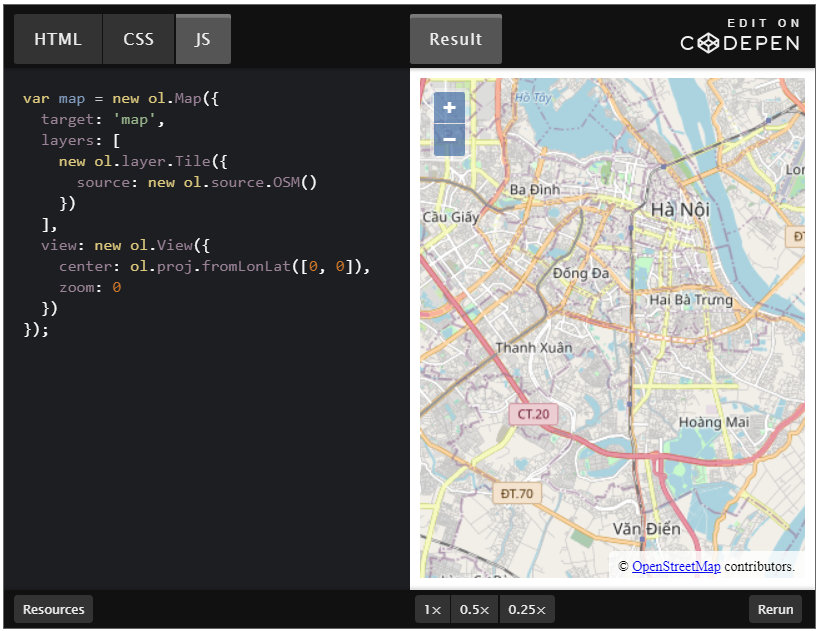 HTML CSS JS Result EDIT ON
CODEPEN
var map = new ol.Map({
  target: 'map',
  layers: [
    new ol.layer.Tile({
      source: new ol.source.OSM()
    })
  ],
  view: new ol.View({
    center: ol.proj.fromLonLat([0, 0]),
    zoom: 0
  })
});
+
−
Hồ Tây
Ba Đình
Cầu Giấy
Hà Nội
Đống Đa
Hai Bà Trưng
Thanh Xuân
CT.20
Hoàng Mai
ĐT.70
Văn Điển
© OpenStreetMap contributors.
Resources 1× 0.5× 0.25× Rerun